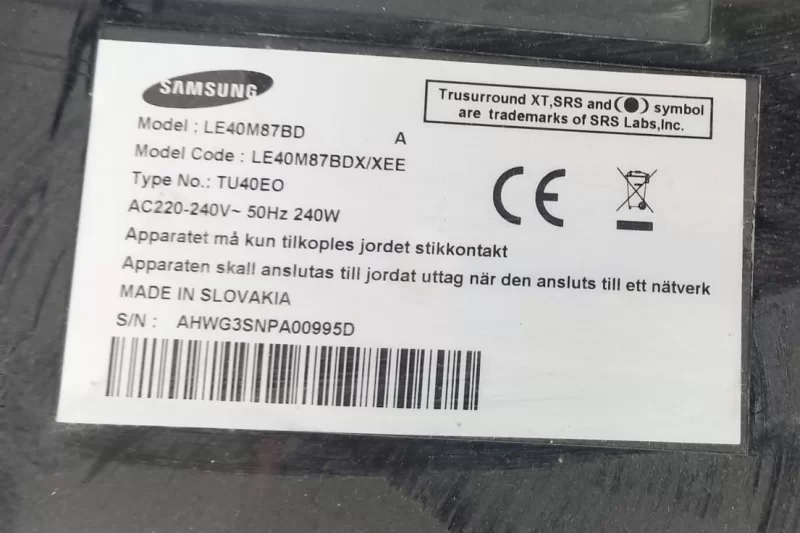 SAMSUNG
Trusurround XT,SRS and(●) symbol
are trademarks of SRS Labs,Inc.
Model : LE40M87BD A
Model Code : LE40M87BDX/XEE
Type No.: TU40EO
AC220-240V~ 50Hz 240W
Apparatet må kun tilkoples jordet stikkontakt
Apparaten skall anslutas till jordat uttag när den ansluts till ett nätverk
MADE IN SLOVAKIA
S/N : AHWG3SNPA00995D
CE